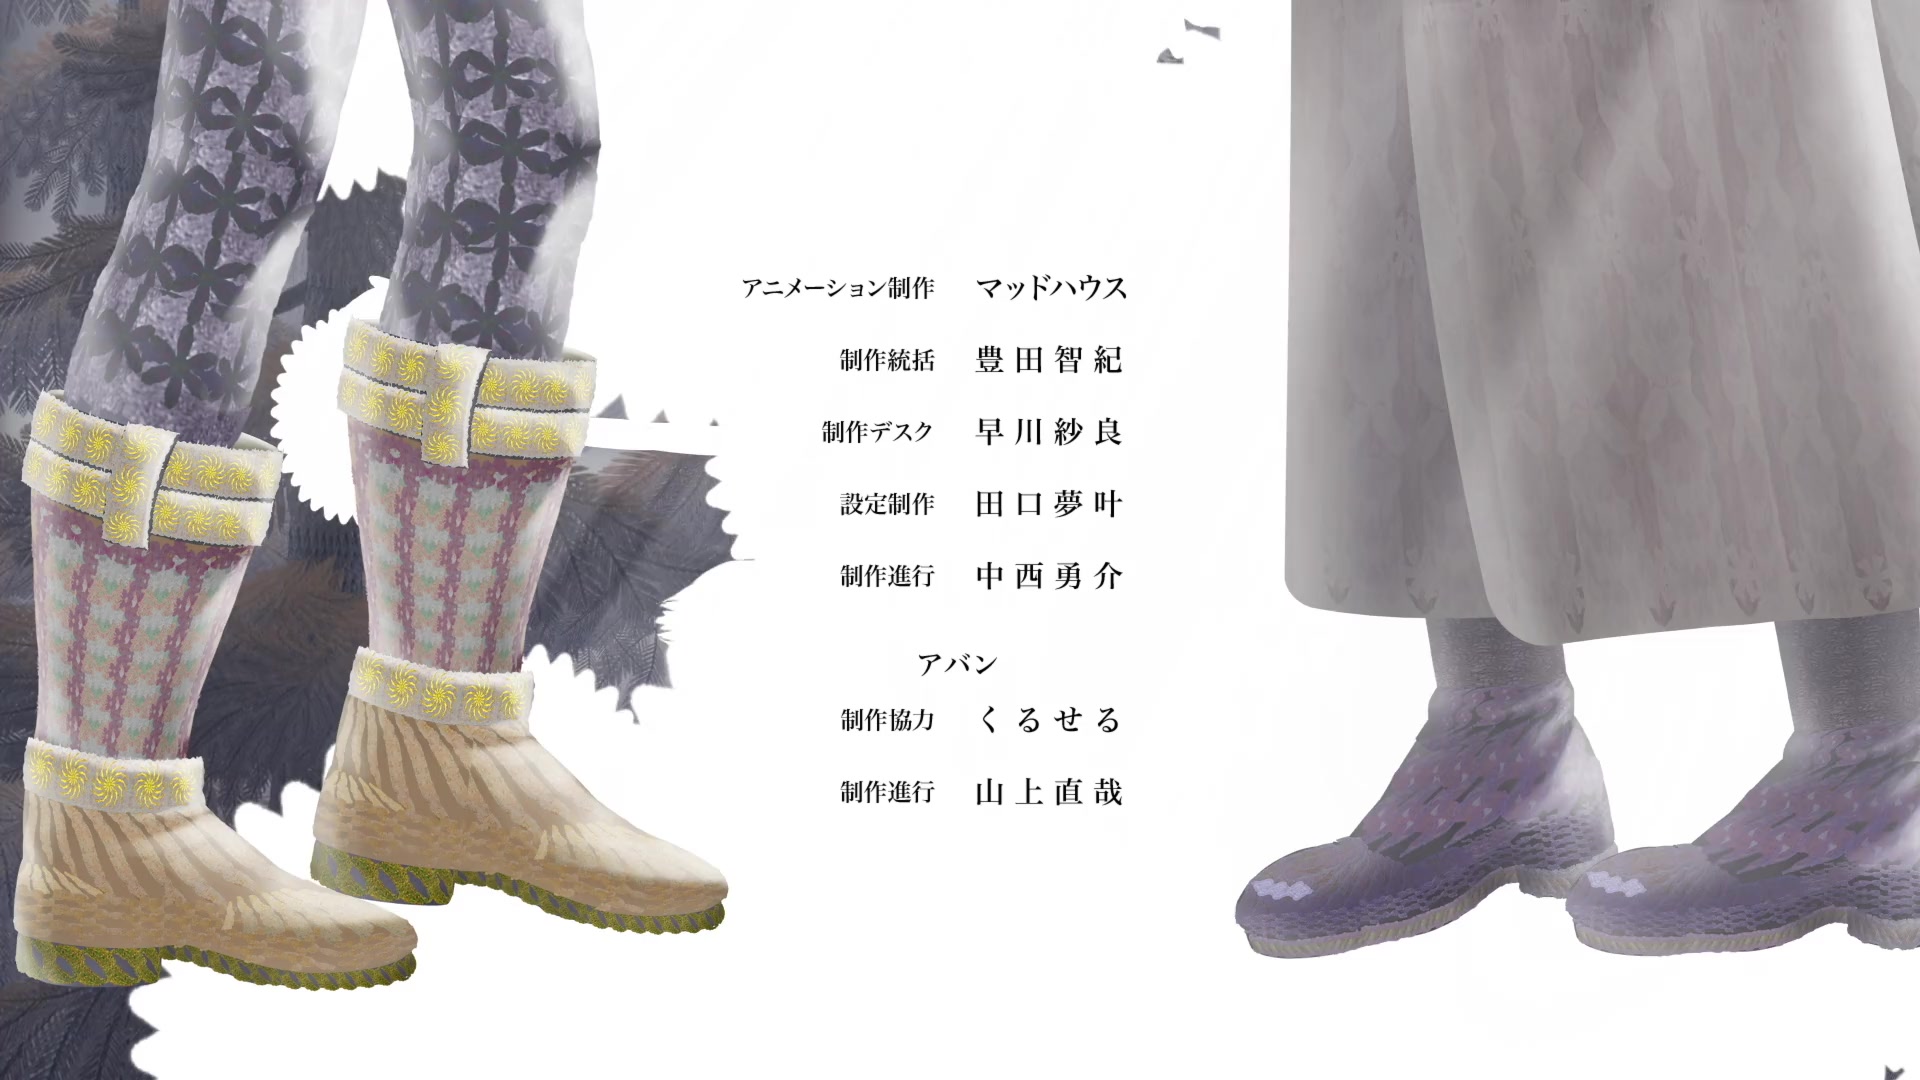 アニメーション制作 マッドハウス
制作統括 豊田智紀
制作デスク 早川紗良
設定制作 田口夢叶
制作進行 中西勇介
アバン
制作協力 くるせる
制作進行 山上直哉